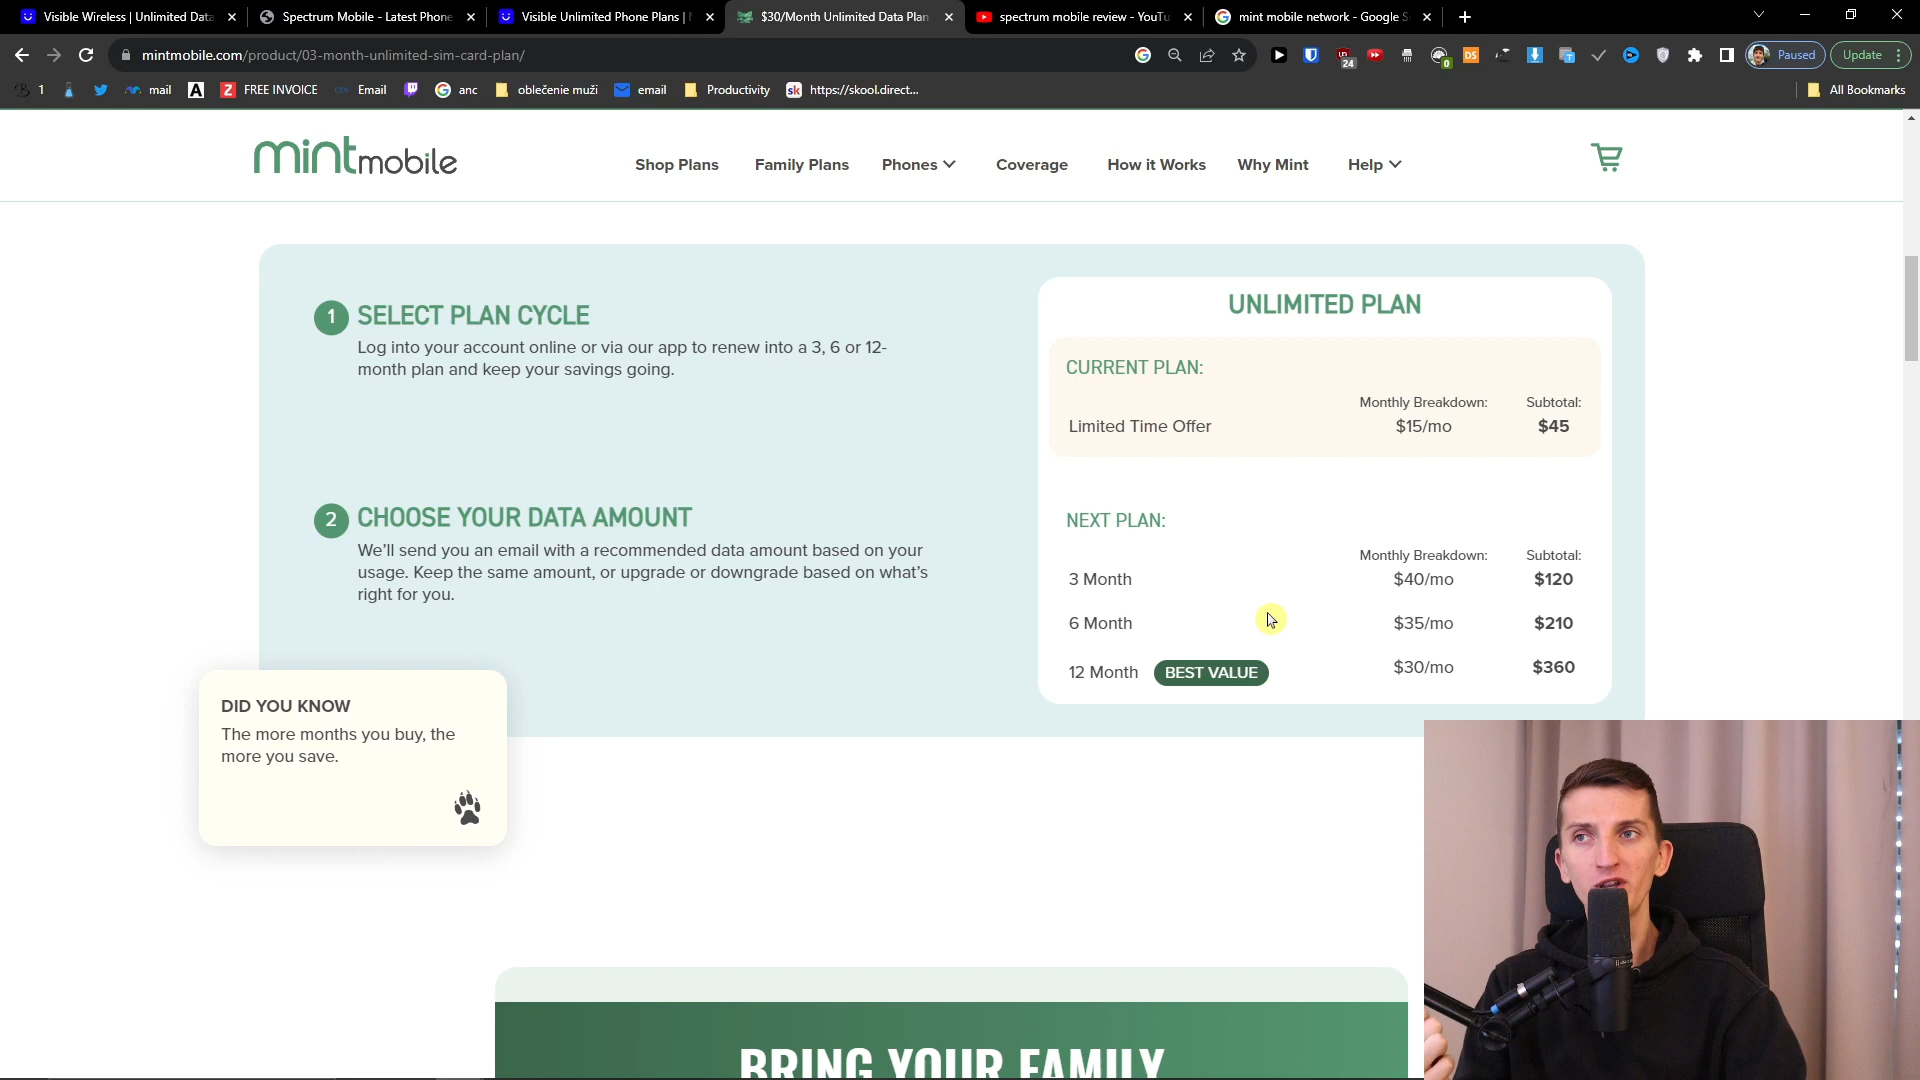 Visible Wireless | Unlimited Data
Spectrum Mobile - Latest Phone
Visible Unlimited Phone Plans |
$30/Month Unlimited Data Plan
spectrum mobile review - YouTu
mint mobile network - Google S
mintmobile.com/product/03-month-unlimited-sim-card-plan/
24
0
DS
Paused
Update
1
mail
A
Z
FREE INVOICE
Email
anc
oblečenie muži
email
Productivity
sk
https://skool.direct...
All Bookmarks
mintmobile
Shop Plans
Family Plans
Phones
Coverage
How it Works
Why Mint
Help
1
SELECT PLAN CYCLE
Log into your account online or via our app to renew into a 3, 6 or 12-
month plan and keep your savings going.
2
CHOOSE YOUR DATA AMOUNT
We’ll send you an email with a recommended data amount based on your
usage. Keep the same amount, or upgrade or downgrade based on what’s
right for you.
UNLIMITED PLAN
CURRENT PLAN:
Monthly Breakdown: Subtotal:
Limited Time Offer $15/mo $45
NEXT PLAN:
Monthly Breakdown: Subtotal:
3 Month $40/mo $120
6 Month $35/mo $210
12 Month BEST VALUE $30/mo $360
DID YOU KNOW
The more months you buy, the
more you save.
BRING YOUR FAMILY